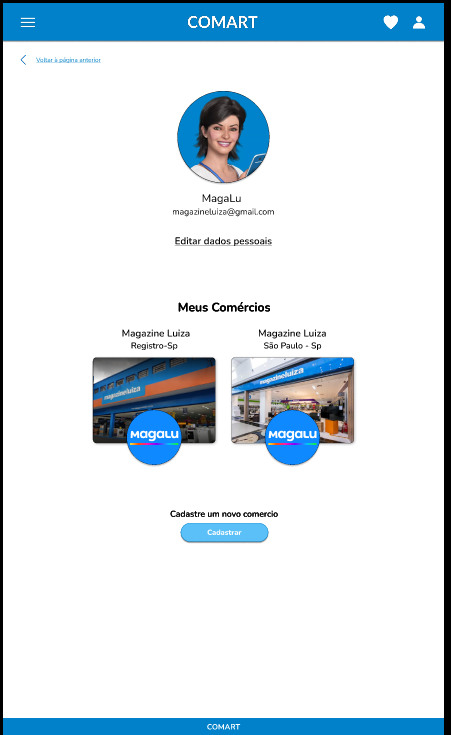 COMART
Voltar à página anterior
MagaLu
magazineluiza@gmail.com
Editar dados pessoais
Meus Comércios
Magazine Luiza
Registro-Sp
Magazine Luiza
São Paulo - Sp
magazineluiza
magazineluiza
MAGALU
MAGALU
Cadastre um novo comercio
Cadastrar
COMART